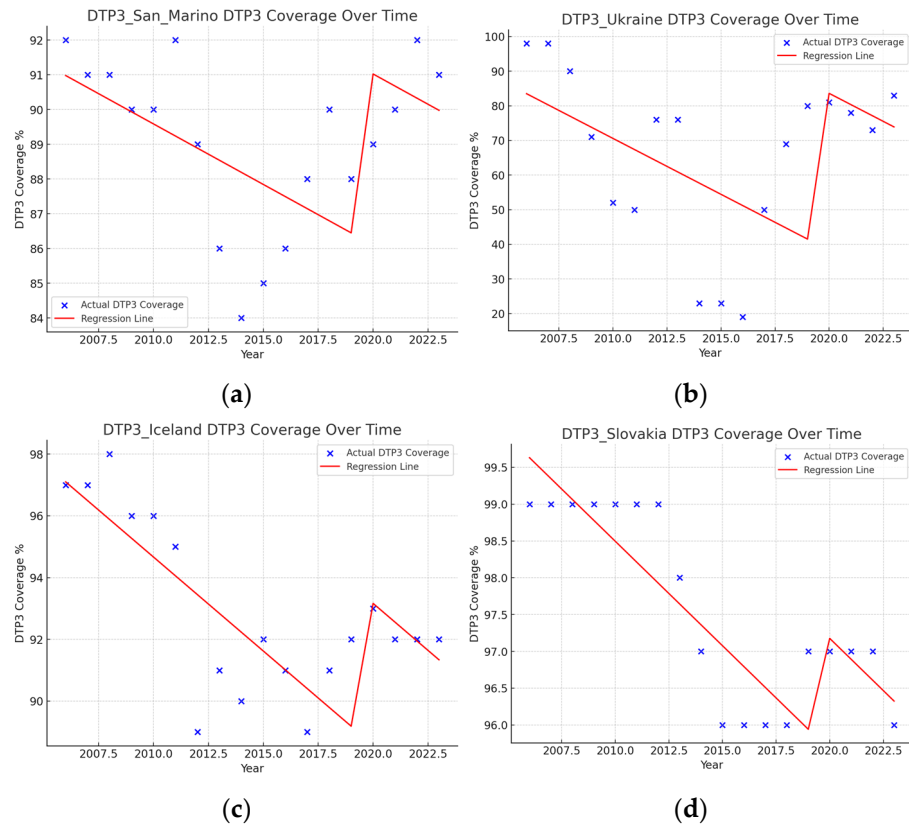 DTP3_San_Marino DTP3 Coverage Over Time
92
91
90
89
88
87
86
85
84
DTP3 Coverage %
Actual DTP3 Coverage
Regression Line
2007.5 2010.0 2012.5 2015.0 2017.5 2020.0 2022.5
Year
(a)
DTP3_Ukraine DTP3 Coverage Over Time
100
90
80
70
60
50
40
30
20
DTP3 Coverage %
Actual DTP3 Coverage
Regression Line
2007.5 2010.0 2012.5 2015.0 2017.5 2020.0 2022.5
Year
(b)
DTP3_Iceland DTP3 Coverage Over Time
98
96
94
92
90
DTP3 Coverage %
Actual DTP3 Coverage
Regression Line
2007.5 2010.0 2012.5 2015.0 2017.5 2020.0 2022.5
Year
(c)
DTP3_Slovakia DTP3 Coverage Over Time
99.5
99.0
98.5
98.0
97.5
97.0
96.5
96.0
DTP3 Coverage %
Actual DTP3 Coverage
Regression Line
2007.5 2010.0 2012.5 2015.0 2017.5 2020.0 2022.5
Year
(d)